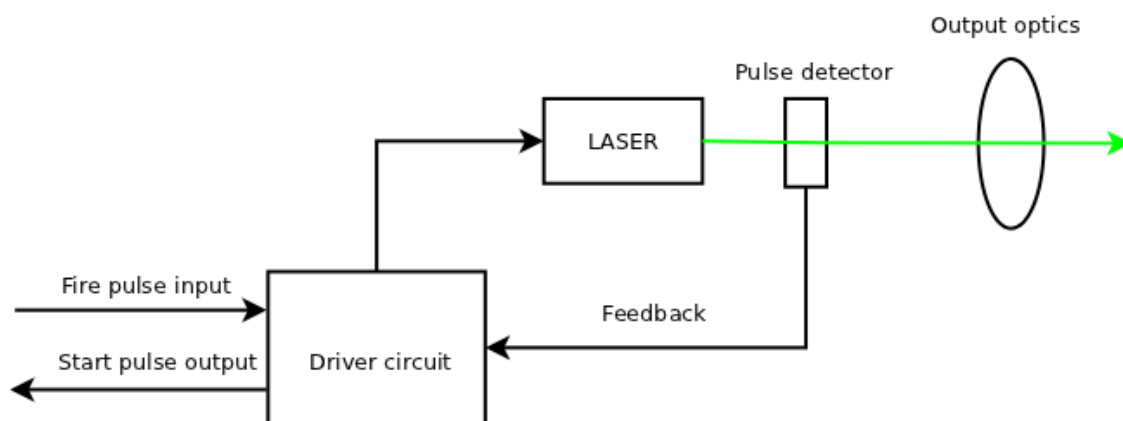 Output optics
Pulse detector
LASER
Fire pulse input
Feedback
Start pulse output
Driver circuit